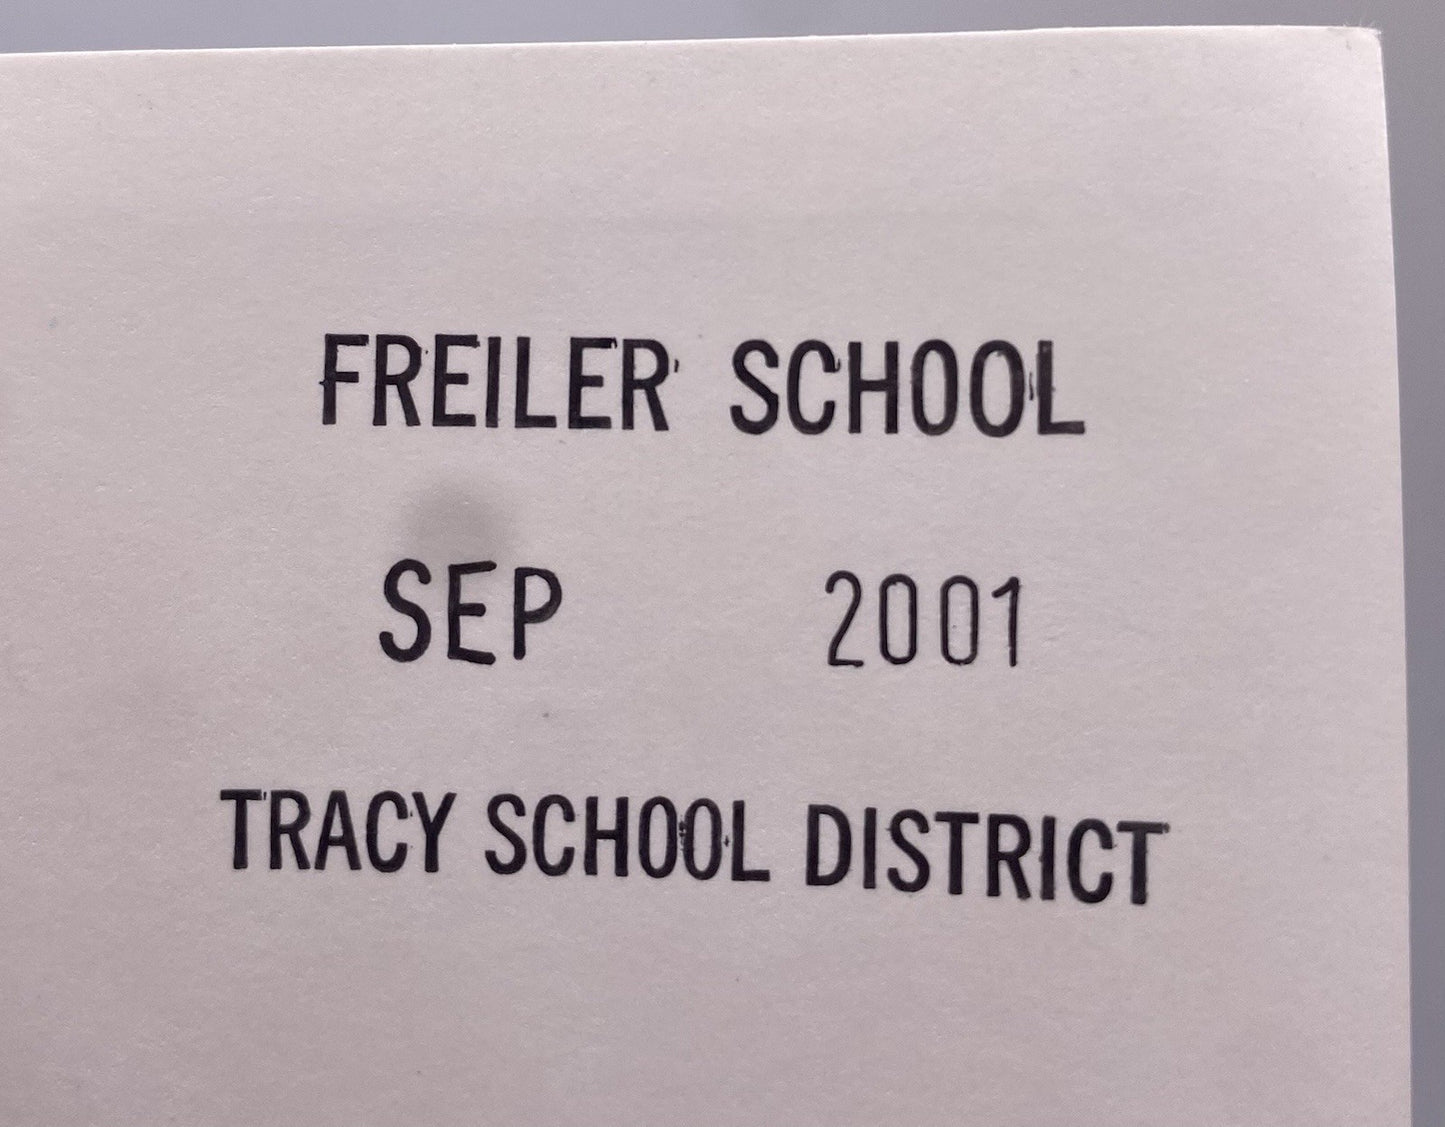 FREILER SCHOOL
SEP 2001
TRACY SCHOOL DISTRICT